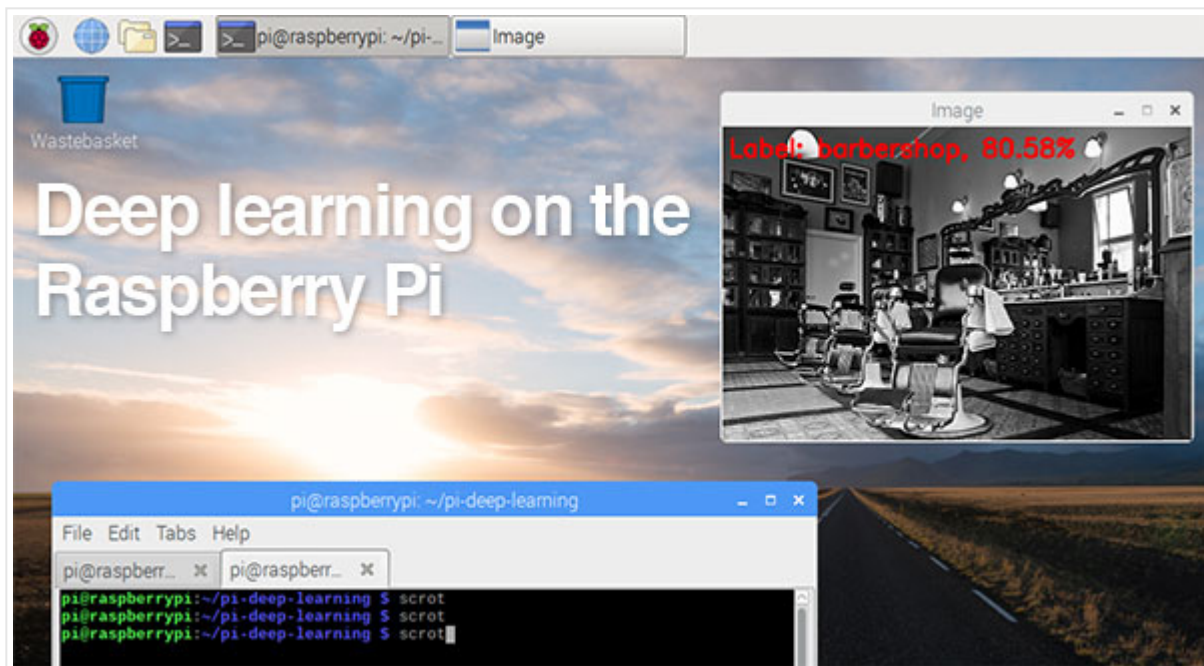 pi@raspberrypi: ~/pi-...
Image
Wastebasket
Deep learning on the
Raspberry Pi
Image
Label: barbershop, 80.58%
pi@raspberrypi: ~/pi-deep-learning
File Edit Tabs Help
pi@raspberr...
pi@raspberr...
pi@raspberrypi:~/pi-deep-learning $ scrot
pi@raspberrypi:~/pi-deep-learning $ scrot
pi@raspberrypi:~/pi-deep-learning $ scrot